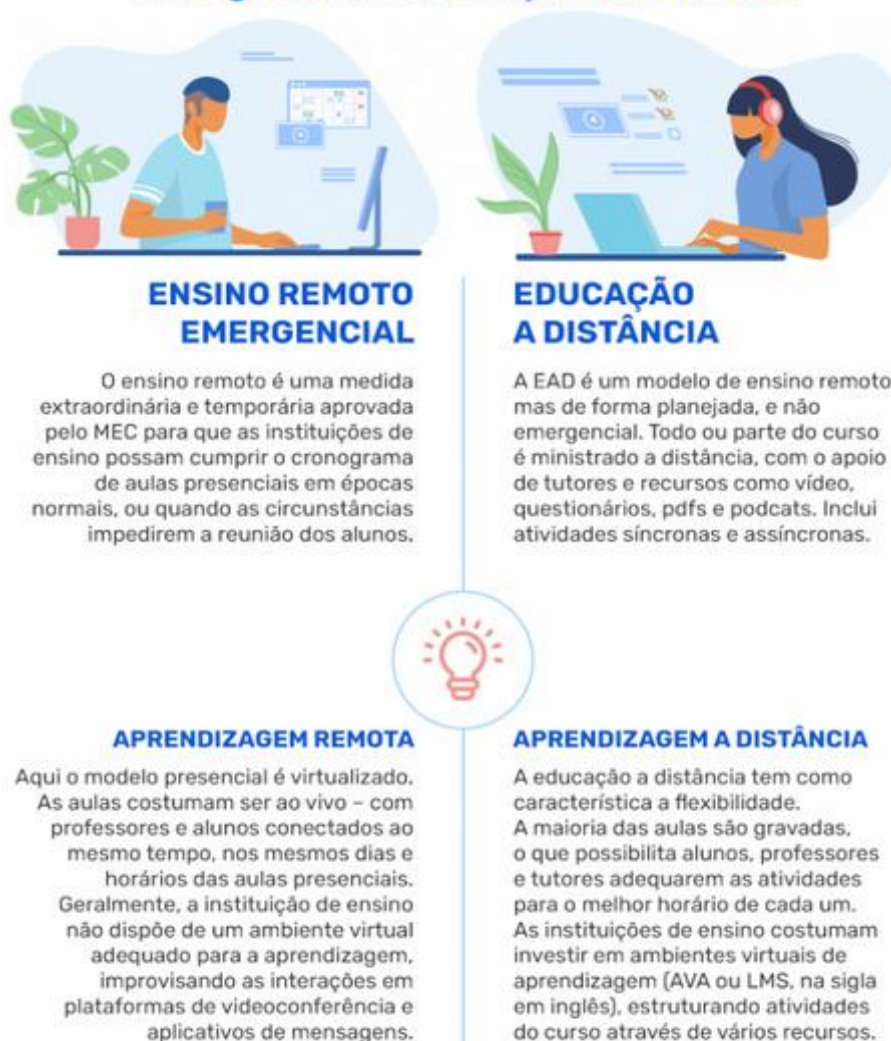 ENSINO REMOTO
EMERGENCIAL
O ensino remoto é uma medida
extraordinária e temporária aprovada
pelo MEC para que as instituições de
ensino possam cumprir o cronograma
de aulas presenciais em épocas
normais, ou quando as circunstâncias
impedirem a reunião dos alunos.
EDUCAÇÃO
A DISTÂNCIA
A EAD é um modelo de ensino remoto
mas de forma planejada, e não
emergencial. Todo ou parte do curso
é ministrado a distância, com o apoio
de tutores e recursos como vídeo,
questionários, pdfs e podcats. Inclui
atividades síncronas e assíncronas.
APRENDIZAGEM REMOTA
Aqui o modelo presencial é virtualizado.
As aulas costumam ser ao vivo – com
professores e alunos conectados ao
mesmo tempo, nos mesmos dias e
horários das aulas presenciais.
Geralmente, a instituição de ensino
não dispõe de um ambiente virtual
adequado para a aprendizagem,
improvisando as interações em
plataformas de videoconferência e
aplicativos de mensagens.
APRENDIZAGEM A DISTÂNCIA
A educação a distância tem como
característica a flexibilidade.
A maioria das aulas são gravadas,
o que possibilita alunos, professores
e tutores adequarem as atividades
para o melhor horário de cada um.
As instituições de ensino costumam
investir em ambientes virtuais de
aprendizagem (AVA ou LMS, na sigla
em inglês), estruturando atividades
do curso através de vários recursos.